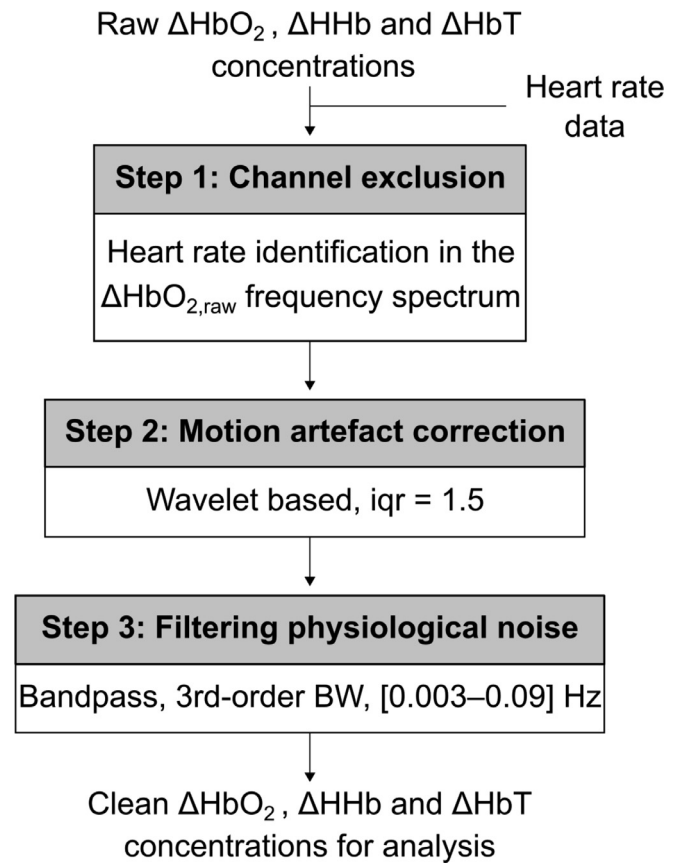 Raw ΔHbO₂ , ΔHHb and ΔHbT
concentrations
Heart rate
data
Step 1: Channel exclusion
Heart rate identification in the
ΔHbO₂,raw frequency spectrum
Step 2: Motion artefact correction
Wavelet based, iqr = 1.5
Step 3: Filtering physiological noise
Bandpass, 3rd-order BW, [0.003–0.09] Hz
Clean ΔHbO₂ , ΔHHb and ΔHbT
concentrations for analysis